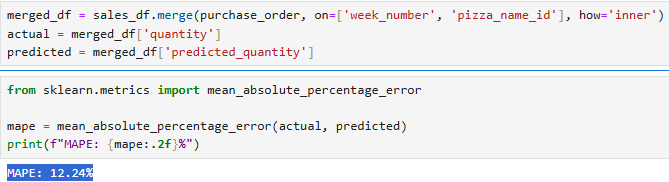 merged_df = sales_df.merge(purchase_order, on=['week_number', 'pizza_name_id'], how='inner')
actual = merged_df['quantity']
predicted = merged_df['predicted_quantity']
from sklearn.metrics import mean_absolute_percentage_error
mape = mean_absolute_percentage_error(actual, predicted)
print(f"MAPE: {mape:.2f}%")
MAPE: 12.24%